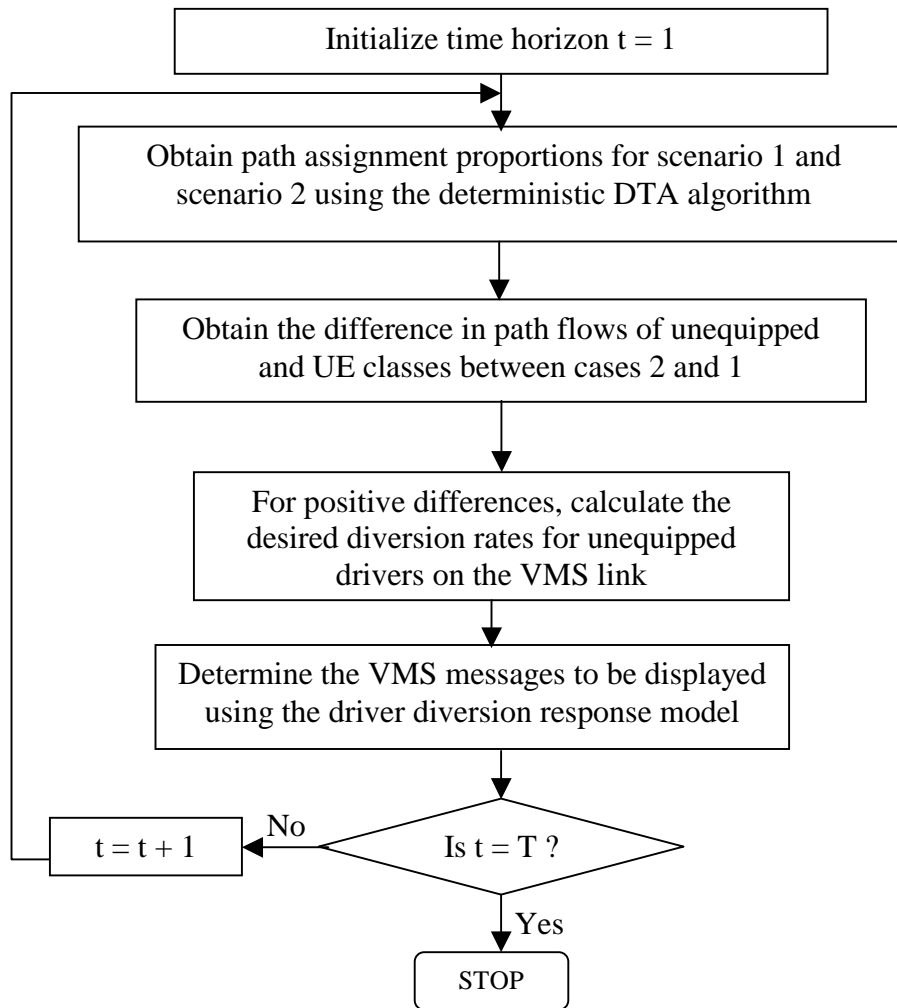 Initialize time horizon t = 1
Obtain path assignment proportions for scenario 1 and
scenario 2 using the deterministic DTA algorithm
Obtain the difference in path flows of unequipped
and UE classes between cases 2 and 1
For positive differences, calculate the
desired diversion rates for unequipped
drivers on the VMS link
Determine the VMS messages to be displayed
using the driver diversion response model
t = t + 1
No
Is t = T ?
Yes
STOP